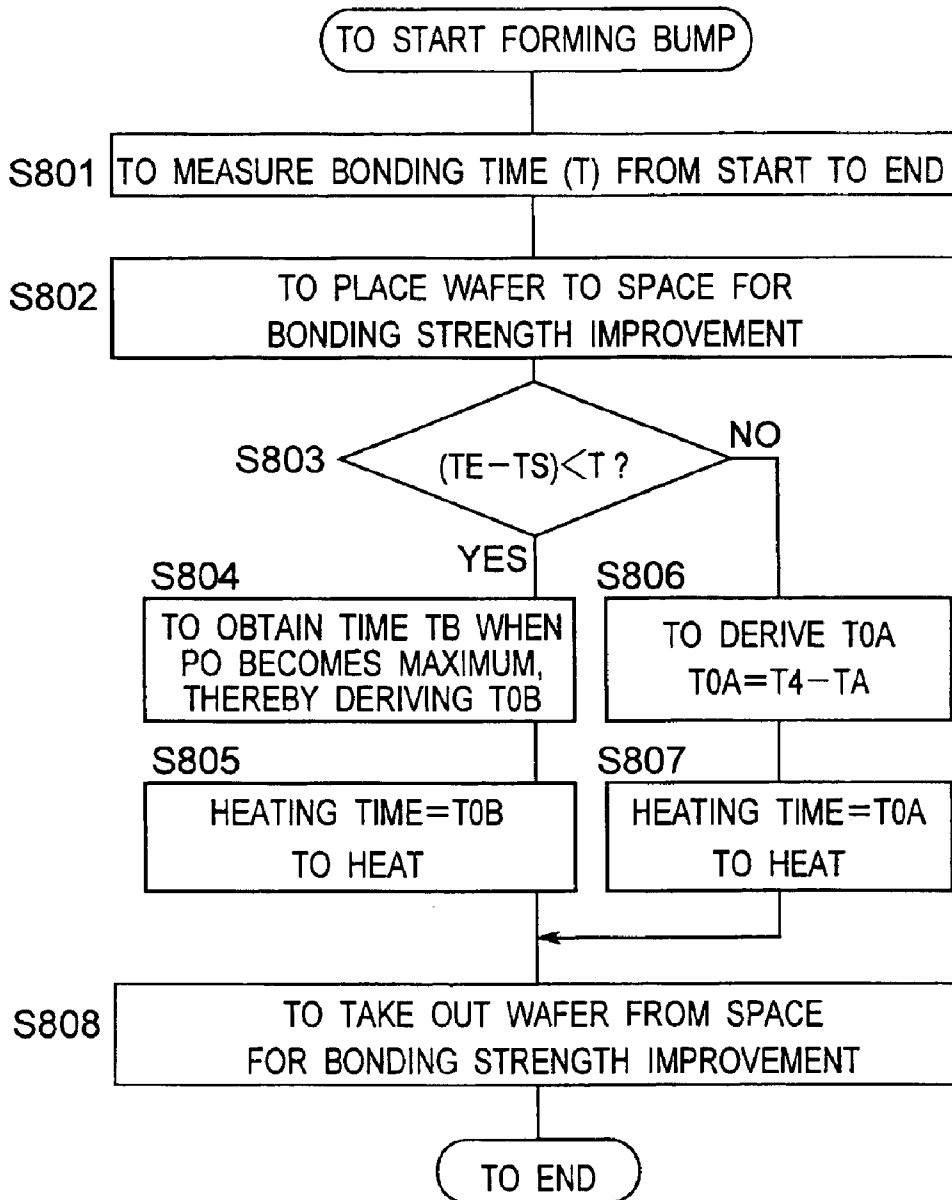 TO START FORMING BUMP
S801 TO MEASURE BONDING TIME (T) FROM START TO END
S802
TO PLACE WAFER TO SPACE FOR
BONDING STRENGTH IMPROVEMENT
S803
(TE-TS)<T ?
NO
YES
S804
TO OBTAIN TIME TB WHEN
PO BECOMES MAXIMUM,
THEREBY DERIVING T0B
S805
HEATING TIME=T0B
TO HEAT
S806
TO DERIVE T0A
T0A=T4-TA
S807
HEATING TIME=T0A
TO HEAT
S808
TO TAKE OUT WAFER FROM SPACE
FOR BONDING STRENGTH IMPROVEMENT
TO END